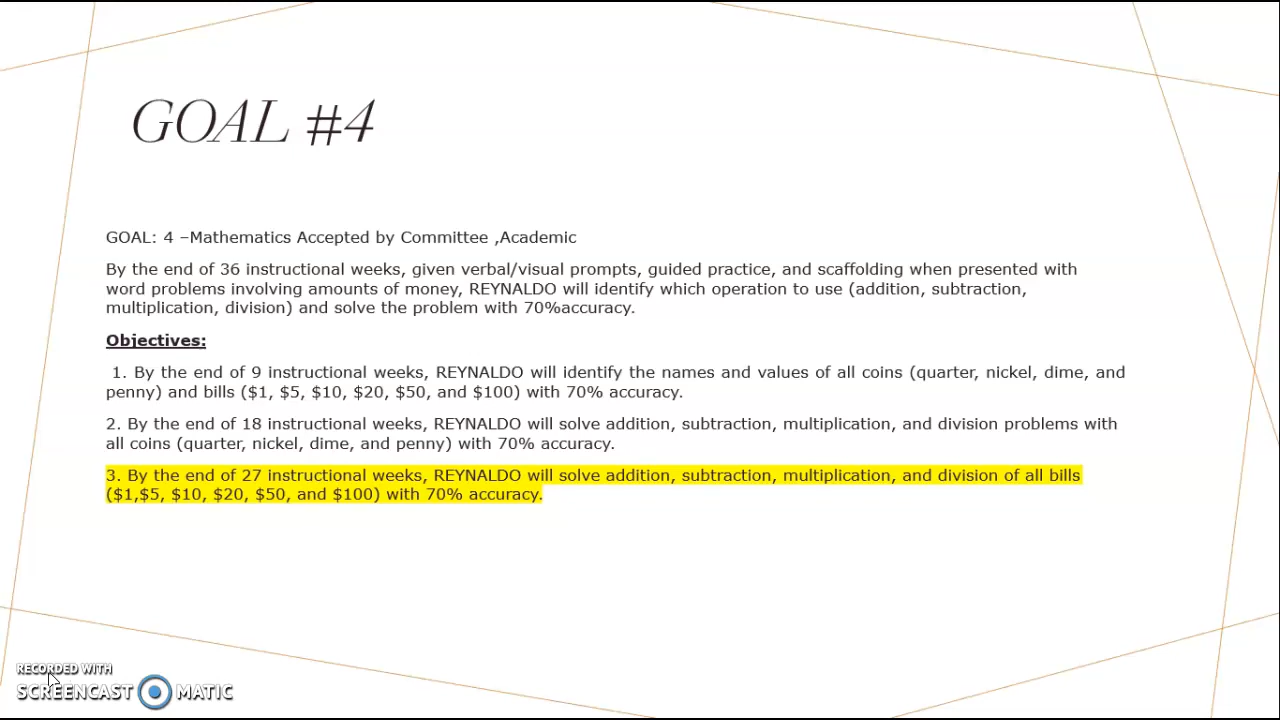 GOAL #4
GOAL: 4 –Mathematics Accepted by Committee ,Academic
By the end of 36 instructional weeks, given verbal/visual prompts, guided practice, and scaffolding when presented with
word problems involving amounts of money, REYNALDO will identify which operation to use (addition, subtraction,
multiplication, division) and solve the problem with 70%accuracy.
Objectives:
1. By the end of 9 instructional weeks, REYNALDO will identify the names and values of all coins (quarter, nickel, dime, and
penny) and bills ($1, $5, $10, $20, $50, and $100) with 70% accuracy.
2. By the end of 18 instructional weeks, REYNALDO will solve addition, subtraction, multiplication, and division problems with
all coins (quarter, nickel, dime, and penny) with 70% accuracy.
3. By the end of 27 instructional weeks, REYNALDO will solve addition, subtraction, multiplication, and division of all bills
($1,$5, $10, $20, $50, and $100) with 70% accuracy.
RECORDED WITH
SCREENCAST MATIC